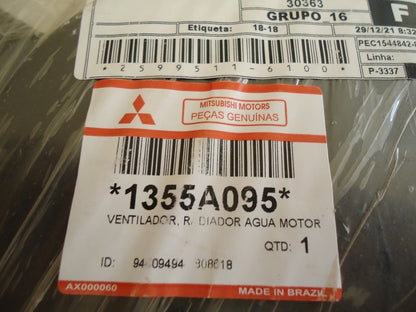 30363
GRUPO 16
F
Etiqueta: 18-18
29/12/21 8:32
PEC1544842
Linha:
P-3337
*2599511-6100*
MITSUBISHI MOTORS
PEÇAS GENUÍNAS
*1355A095*
VENTILADOR, RADIADOR AGUA MOTOR
QTD: 1
ID: 94 09494 808618
AX000060
MADE IN BRAZIL